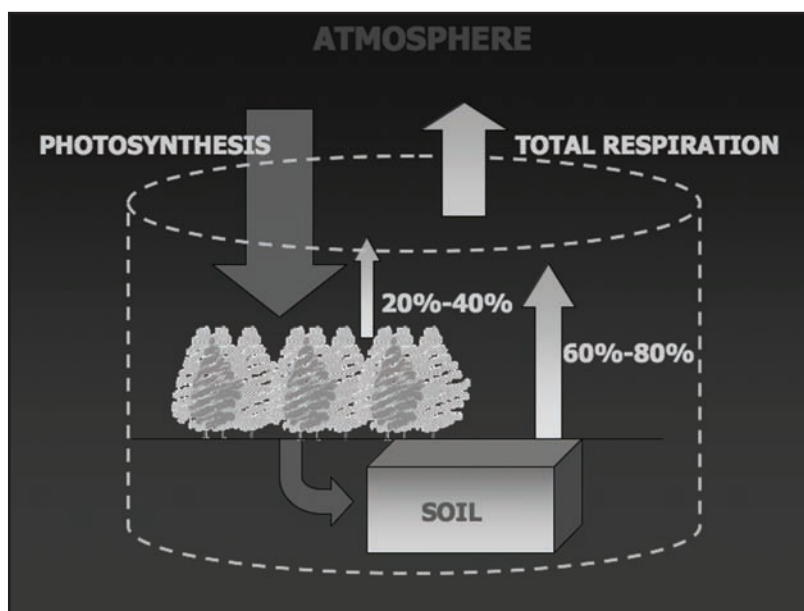 ATMOSPHERE
PHOTOSYNTHESIS
TOTAL RESPIRATION
20%-40%
60%-80%
SOIL